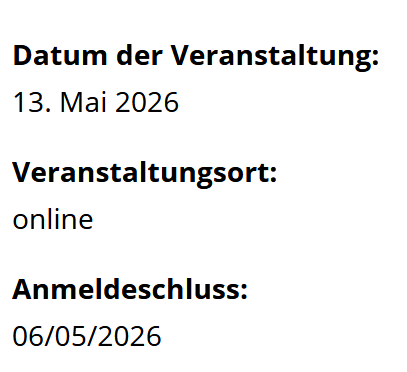 Datum der Veranstaltung:
13. Mai 2026
Veranstaltungsort:
online
Anmeldeschluss:
06/05/2026